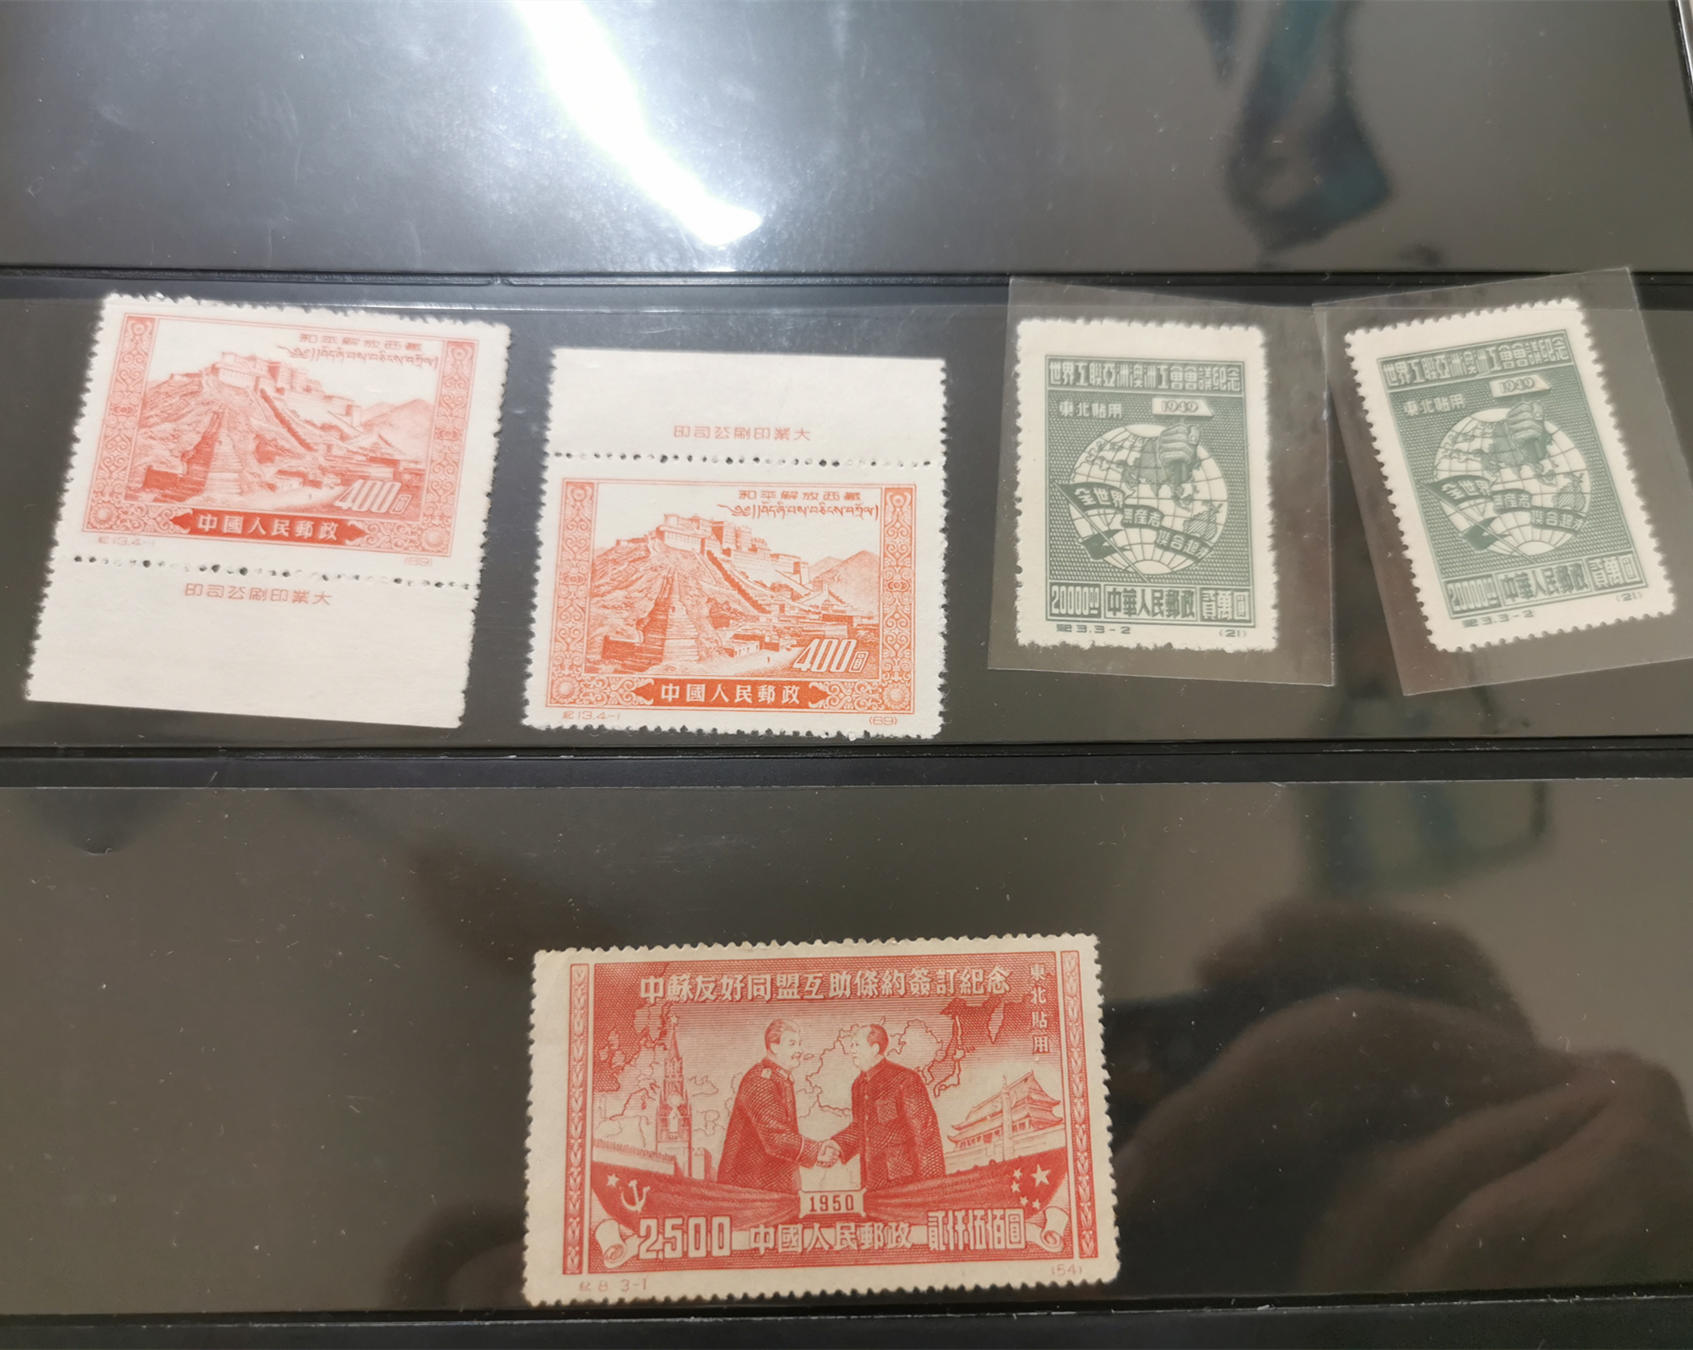 和平解放西藏
༄༅།།བོད་ཞི་བས་བཅིངས་བཀྲོལ།
400圓
中國人民郵政
紀13.4-1 (69)
大業印刷公司印
大業印刷公司印
和平解放西藏
༄༅།།བོད་ཞི་བས་བཅིངས་བཀྲོལ།
400圓
中國人民郵政
紀13.4-1 (69)
世界工聯亞洲澳洲工會會議紀念
東北貼用 1949
全世界
無產者
聯合起來
20000圓 中華人民郵政 貳萬圓
紀3.3-2 (21)
世界工聯亞洲澳洲工會會議紀念
東北貼用 1949
全世界
無產者
聯合起來
20000圓 中華人民郵政 貳萬圓
紀3.3-2 (21)
中蘇友好同盟互助條約簽訂紀念
東北貼用
1950
2,500 中國人民郵政 貳仟伍佰圓
紀8.3-1 (54)